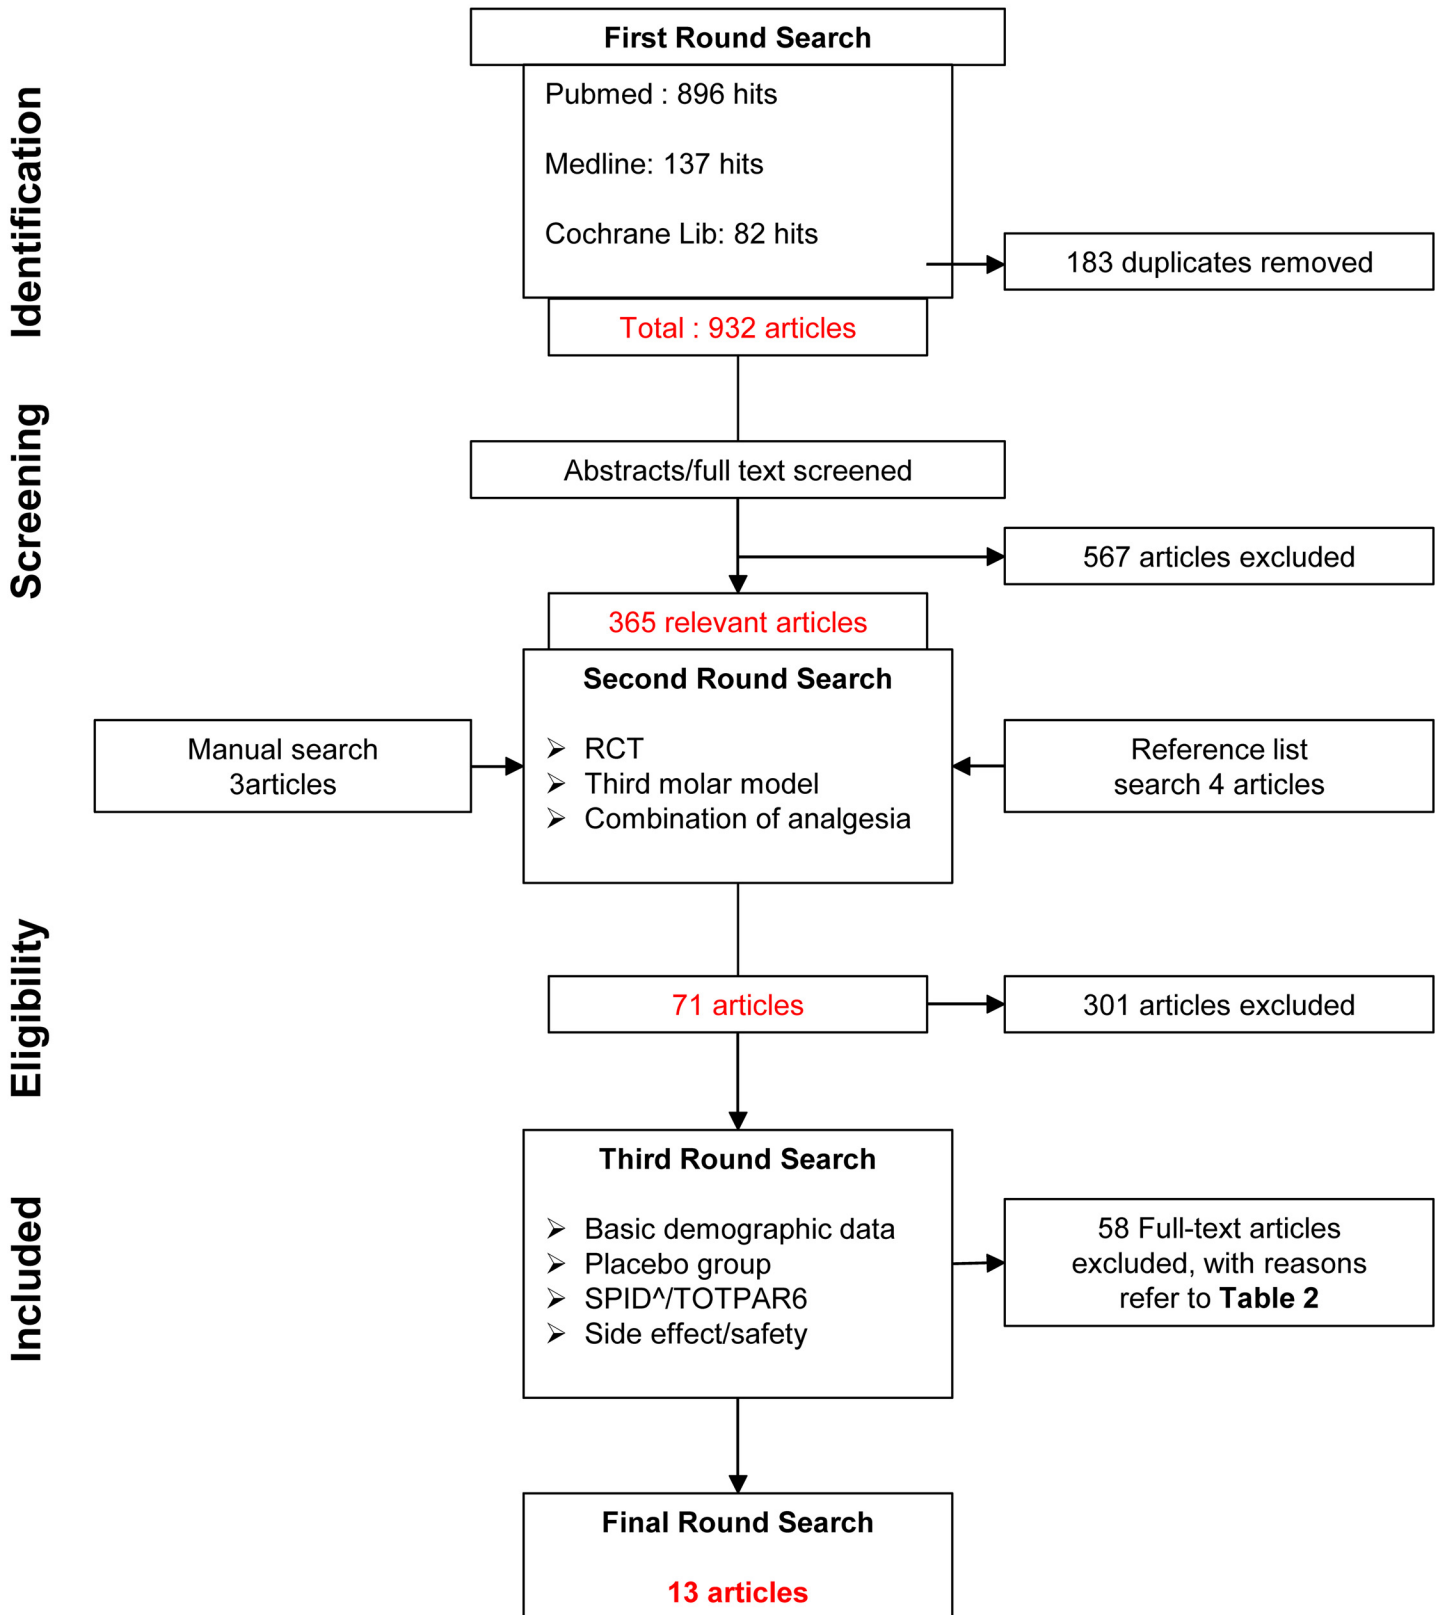 First Round Search
Identification
Pubmed : 896 hits
Medline: 137 hits
Cochrane Lib: 82 hits
183 duplicates removed
Total : 932 articles
Screening
Abstracts/full text screened
567 articles excluded
365 relevant articles
Second Round Search
Manual search
3articles
➢ RCT
➢ Third molar model
➢ Combination of analgesia
Reference list
search 4 articles
Eligibility
71 articles
301 articles excluded
Included
Third Round Search
➢ Basic demographic data
➢ Placebo group
➢ SPID^/TOTPAR6
➢ Side effect/safety
58 Full-text articles
excluded, with reasons
refer to Table 2
Final Round Search
13 articles